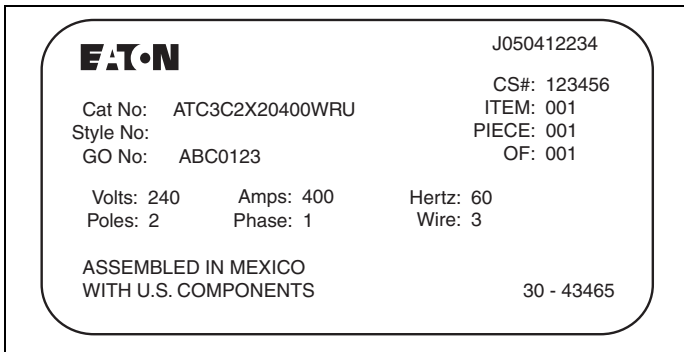 EATON
J050412234
CS#: 123456
Cat No: ATC3C2X20400WRU
ITEM: 001
Style No:
PIECE: 001
GO No: ABC0123
OF: 001
Volts: 240 Amps: 400 Hertz: 60
Poles: 2 Phase: 1 Wire: 3
ASSEMBLED IN MEXICO
WITH U.S. COMPONENTS 30 - 43465